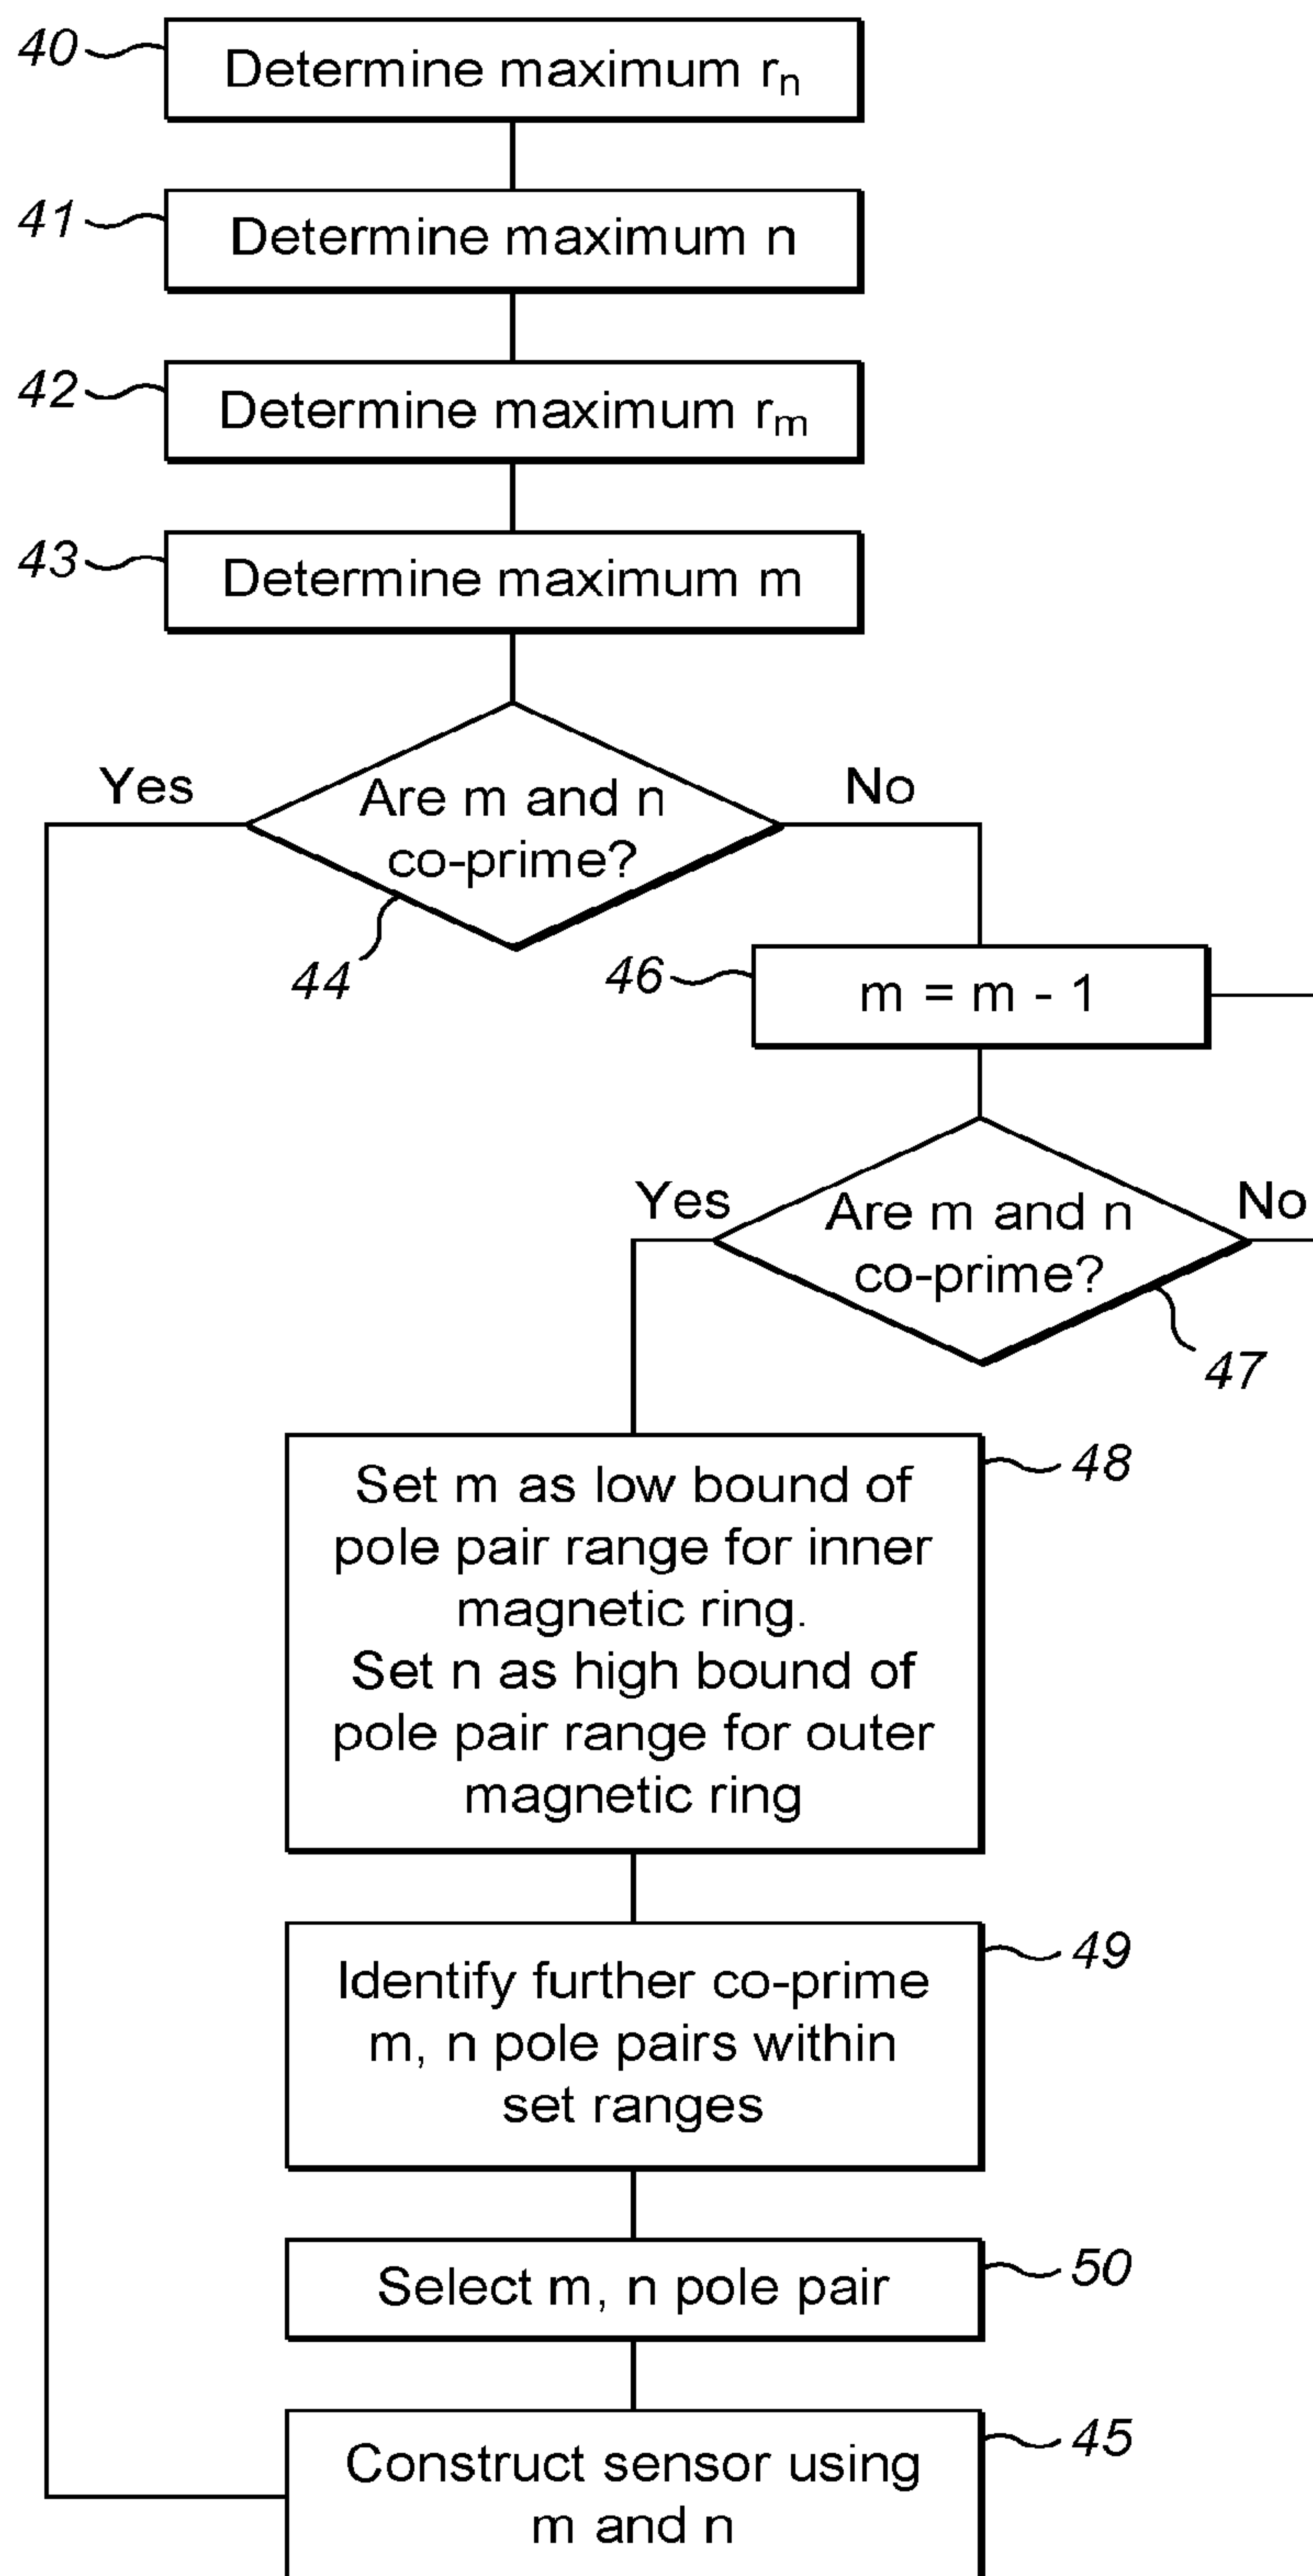 40
Determine maximum rn
41
Determine maximum n
42
Determine maximum rm
43
Determine maximum m
Yes
Are m and n
co-prime?
No
44
46
m = m - 1
Yes
Are m and n
co-prime?
No
47
48
Set m as low bound of
pole pair range for inner
magnetic ring.
Set n as high bound of
pole pair range for outer
magnetic ring
49
Identify further co-prime
m, n pole pairs within
set ranges
50
Select m, n pole pair
45
Construct sensor using
m and n